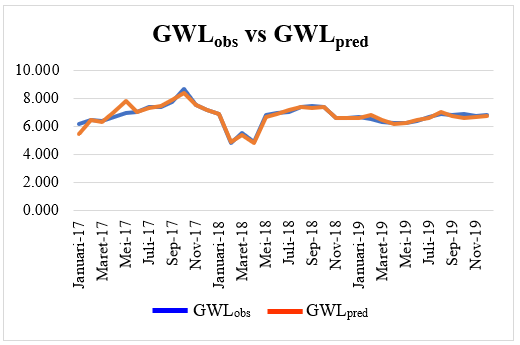 GWLobs vs GWLpred
10.000
8.000
6.000
4.000
2.000
0.000
Januari-17
Maret-17
Mei-17
Juli-17
Sep-17
Nov-17
Januari-18
Maret-18
Mei-18
Juli-18
Sep-18
Nov-18
Januari-19
Maret-19
Mei-19
Juli-19
Sep-19
Nov-19
GWLobs GWLpred